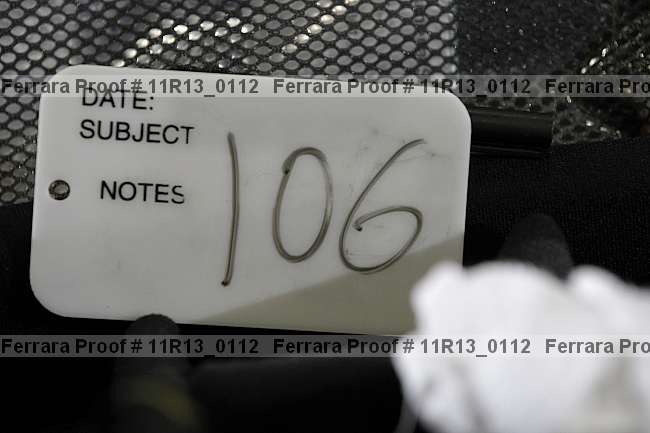 Ferrara Proof # 11R13_0112 Ferrara Proof # 11R13_0112 Ferrara Pro
DATE:
SUBJECT
106
NOTES
Ferrara Proof # 11R13_0112 Ferrara Proof # 11R13_0112 Ferrara Pro